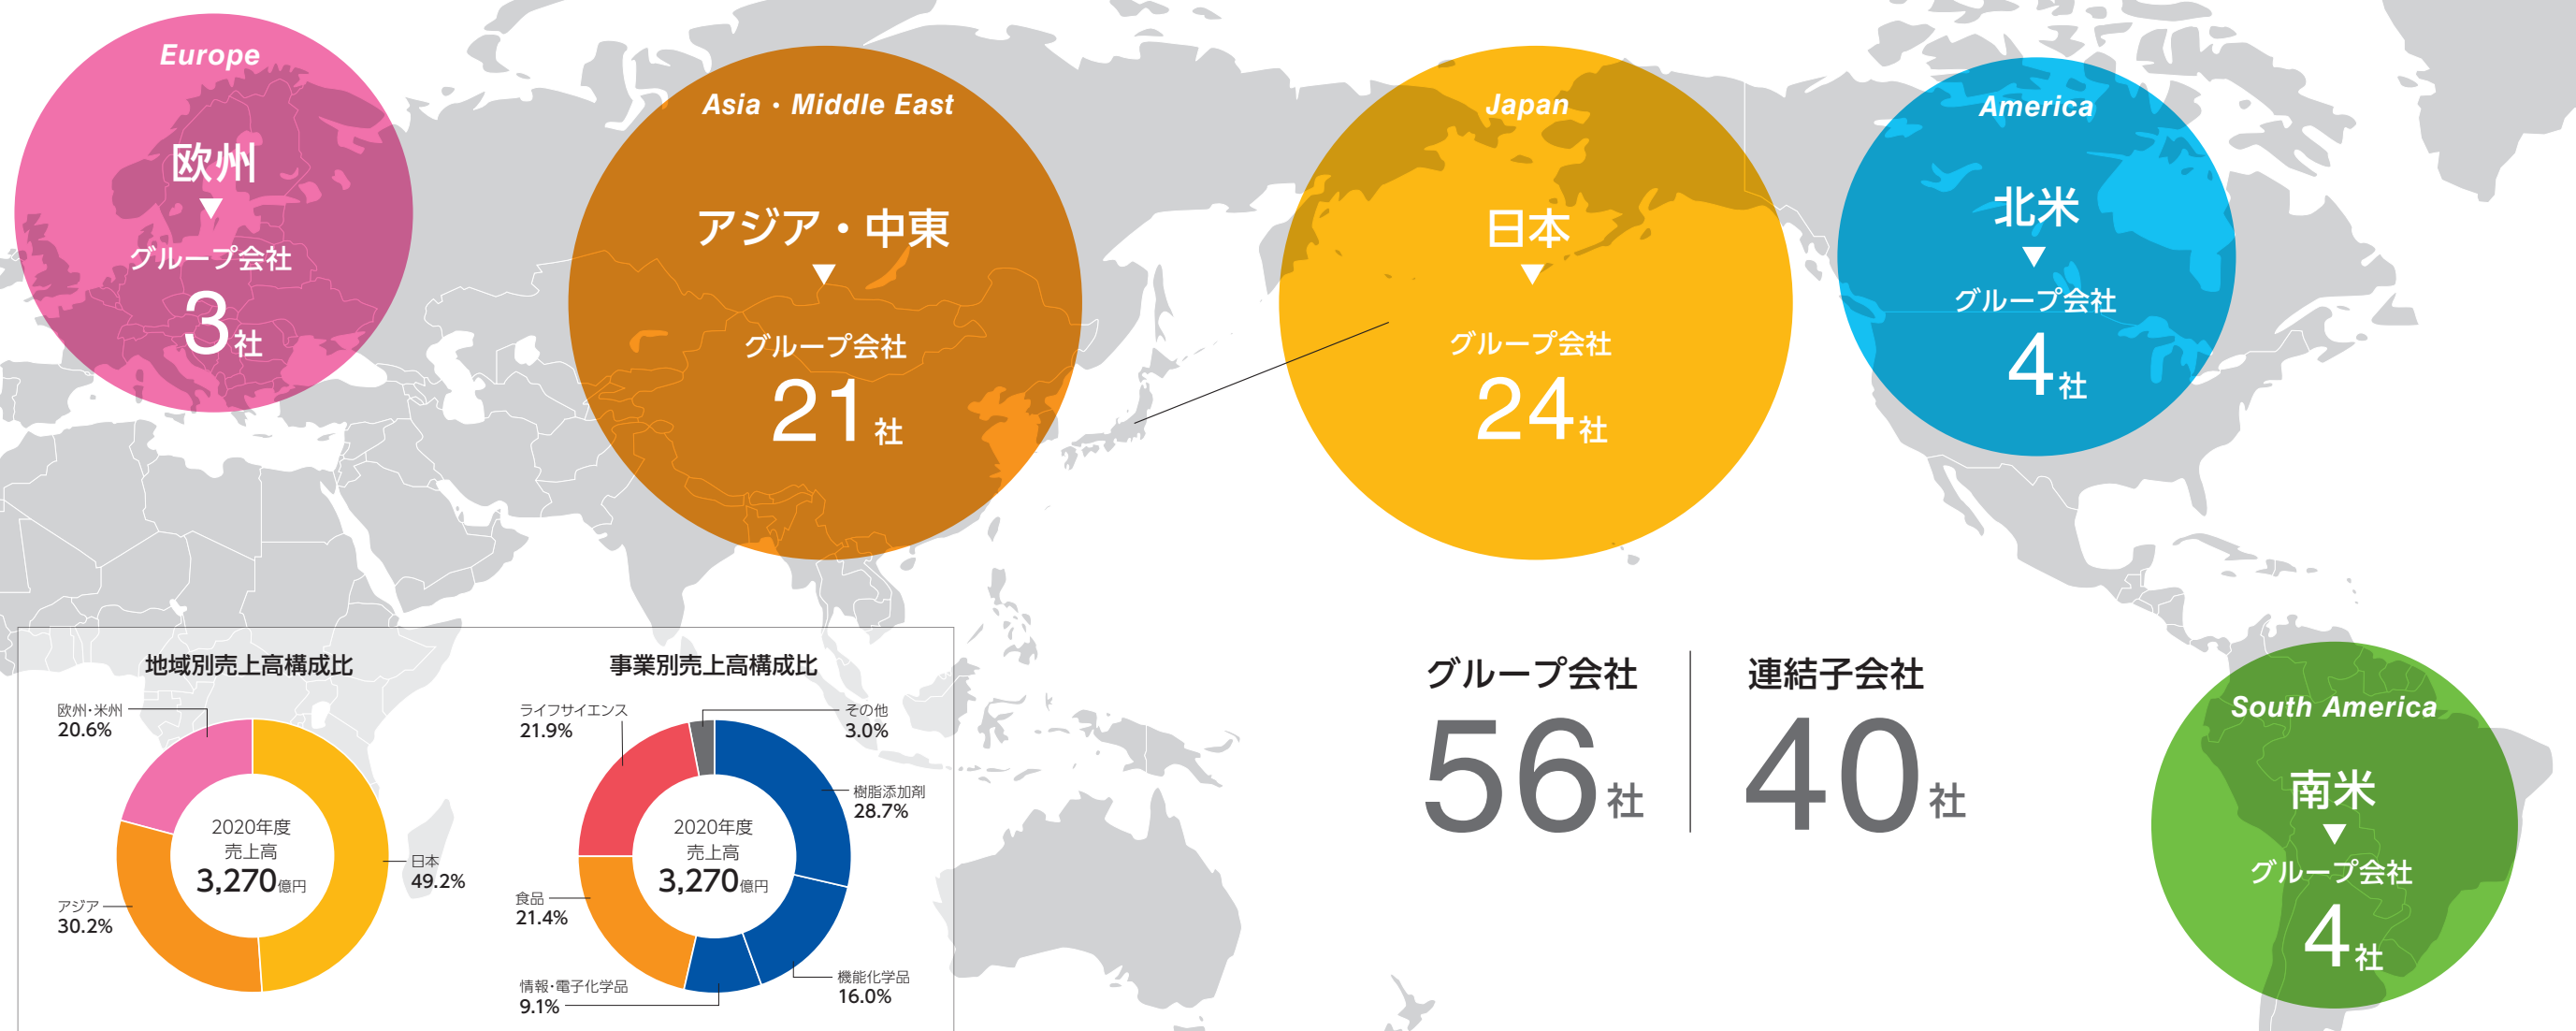 Europe
欧州
▼
グループ会社
3社
Asia・Middle East
アジア・中東
▼
グループ会社
21社
Japan
日本
▼
グループ会社
24社
America
北米
▼
グループ会社
4社
South America
南米
▼
グループ会社
4社
グループ会社
56社
連結子会社
40社
地域別売上高構成比
欧州・米州
20.6%
アジア
30.2%
日本
49.2%
2020年度
売上高
3,270億円
事業別売上高構成比
ライフサイエンス
21.9%
その他
3.0%
樹脂添加剤
28.7%
食品
21.4%
機能化学品
16.0%
情報・電子化学品
9.1%
2020年度
売上高
3,270億円